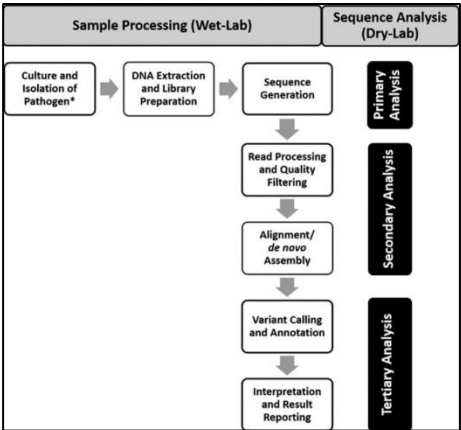 Sample Processing (Wet-Lab)
Sequence Analysis
(Dry-Lab)
Culture and
Isolation of
Pathogen*
DNA Extraction
and Library
Preparation
Sequence
Generation
Primary
Analysis
Read Processing
and Quality
Filtering
Alignment/
de novo
Assembly
Secondary Analysis
Variant Calling
and Annotation
Interpretation
and Result
Reporting
Tertiary Analysis